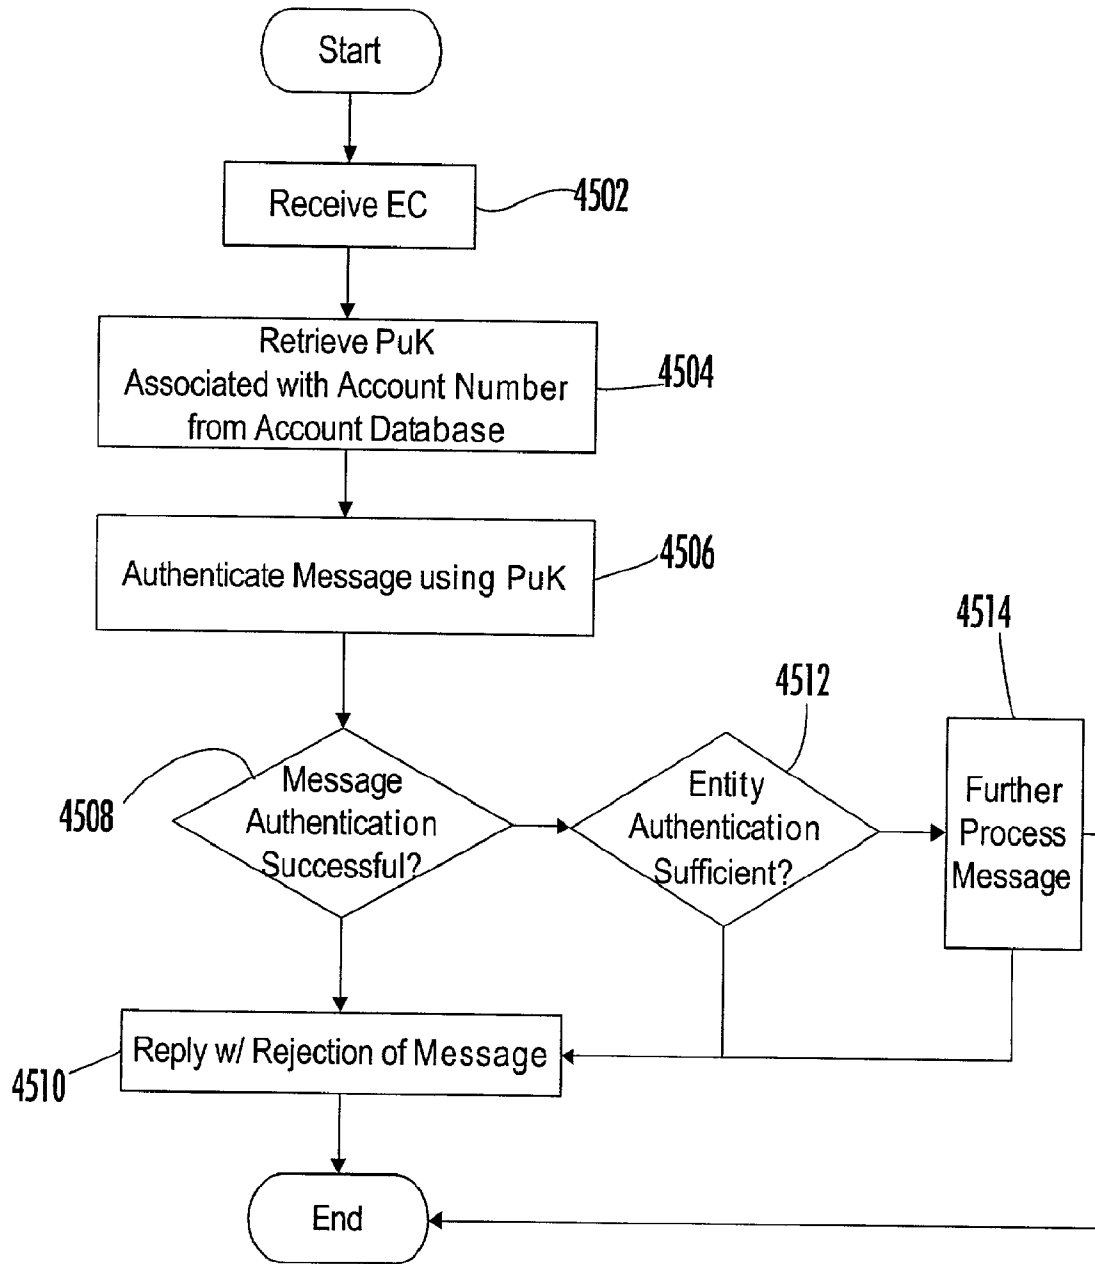 Start
Receive EC
4502
Retrieve PuK
Associated with Account Number
from Account Database
4504
Authenticate Message using PuK
4506
Message
Authentication
Successful?
4508
Entity
Authentication
Sufficient?
4512
Further
Process
Message
4514
Reply w/ Rejection of Message
4510
End